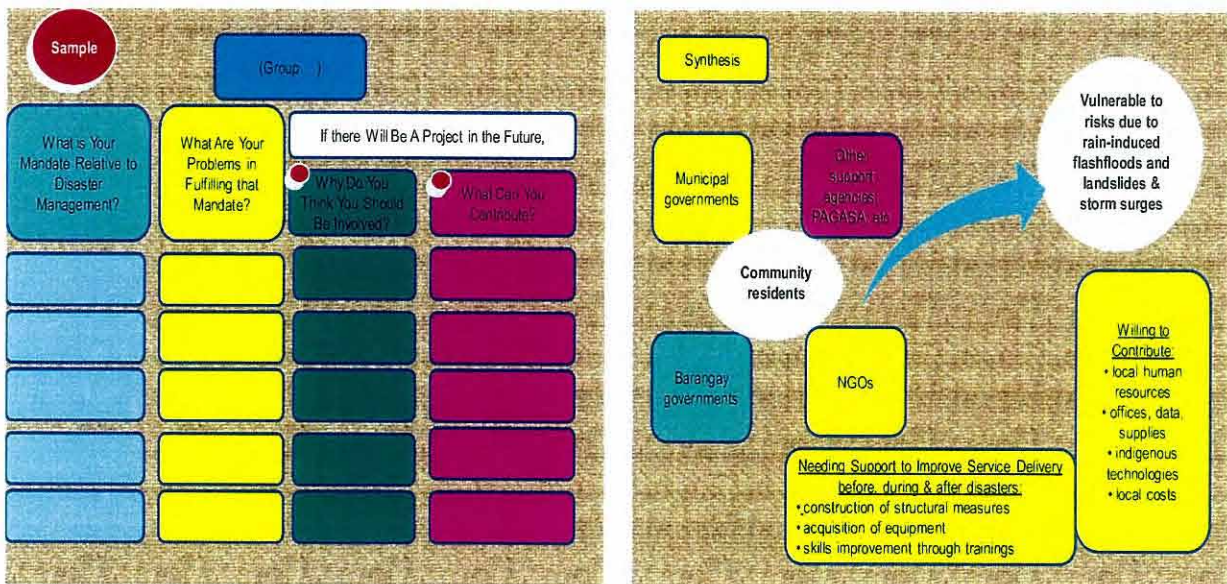 Sample
(Group )
What is Your
Mandate Relative to
Disaster
Management?
What Are Your
Problems in
Fulfilling that
Mandate?
If there Will Be A Project in the Future,
Why Do You
Think You Should
Be Involved?
What Can You
Contribute?
Synthesis
Municipal
governments
Other
support
agencies:
PAGASA, etc
Community
residents
Vulnerable to
risks due to
rain-induced
flashfloods and
landslides &
storm surges
Barangay
governments
NGOs
Needing Support to Improve Service Delivery
before, during & after disasters:
• construction of structural measures
• acquisition of equipment
• skills improvement through trainings
Willing to
Contribute:
• local human
resources
• offices, data,
supplies
• indigenous
technologies
• local costs